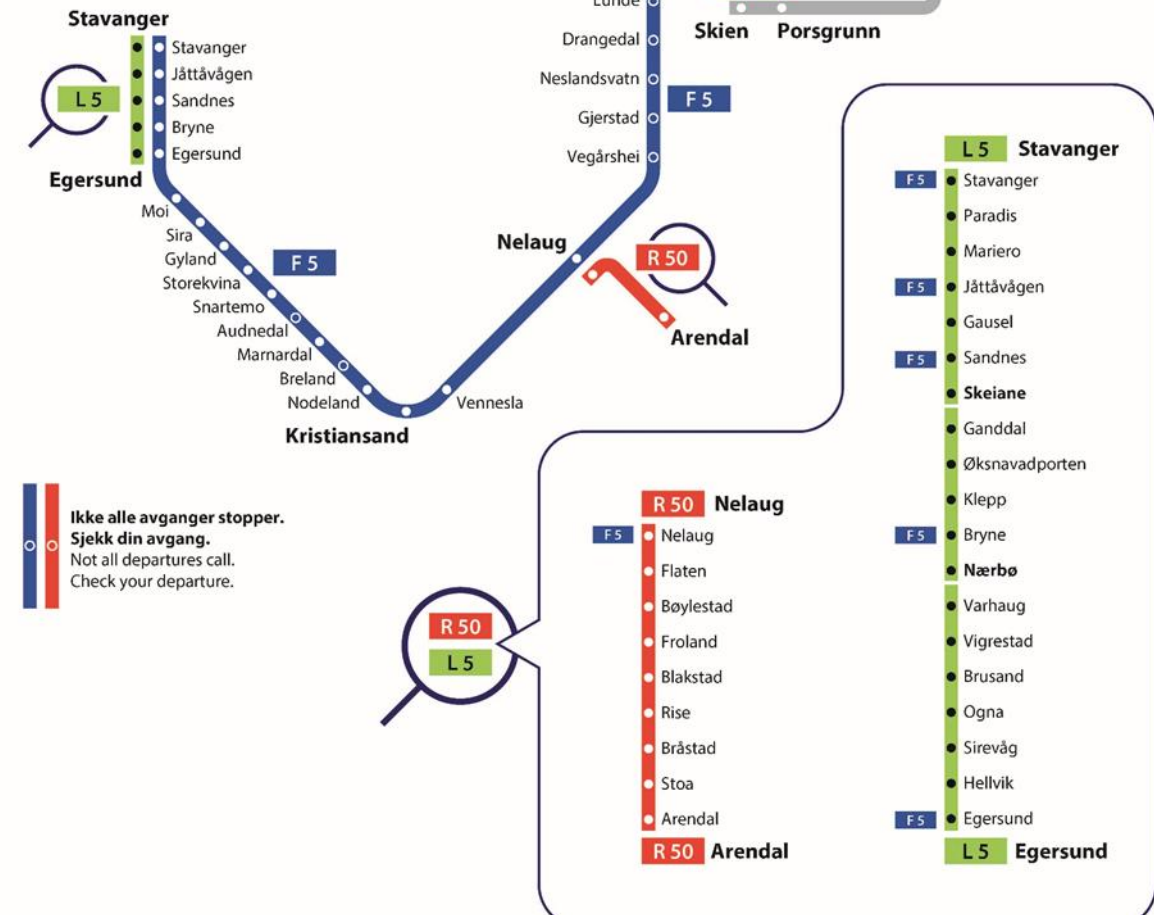 Lunde
Drangedal
Neslandsvatn
Gjerstad
Vegårshei
F 5
Skien
Porsgrunn
Stavanger
Stavanger
Jåttåvågen
Sandnes
Bryne
Egersund
L 5
Egersund
Moi
Sira
Gyland
Storekvina
Snartemo
Audnedal
Marnardal
Breland
Nodeland
F 5
Kristiansand
Vennesla
Nelaug
R 50
Arendal
Ikke alle avganger stopper.
Sjekk din avgang.
Not all departures call.
Check your departure.
R 50
L 5
R 50 Nelaug
F 5 Nelaug
Flaten
Bøylestad
Froland
Blakstad
Rise
Bråstad
Stoa
Arendal
R 50 Arendal
L 5 Stavanger
F 5 Stavanger
Paradis
Mariero
F 5 Jåttåvågen
Gausel
F 5 Sandnes
Skeiane
Ganddal
Øksnavadporten
Klepp
F 5 Bryne
Nærbø
Varhaug
Vigrestad
Brusand
Ogna
Sirevåg
Hellvik
F 5 Egersund
L 5 Egersund